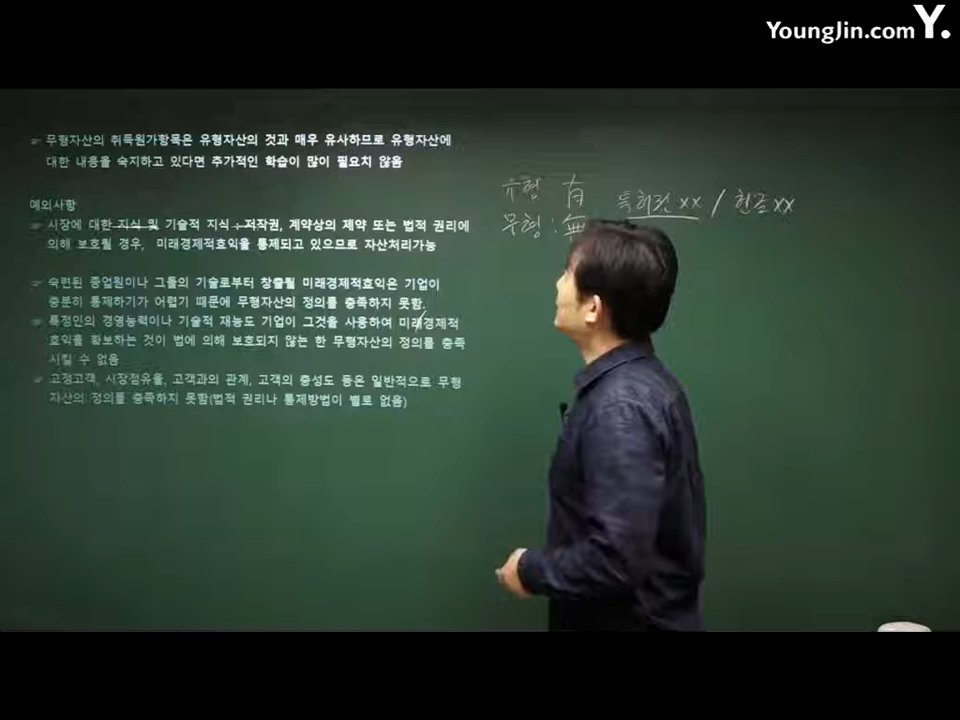 YoungJin.com Y.
☞ 무형자산의 취득원가항목은 유형자산의 것과 매우 유사하므로 유형자산에
대한 내용을 숙지하고 있다면 추가적인 학습이 많이 필요치 않음
예외사항
☞ 시장에 대한 지식 및 기술적 지식 : 저작권, 계약상의 제약 또는 법적 권리에
의해 보호될 경우, 미래경제적효익을 통제되고 있으므로 자산처리가능
☞ 숙련된 종업원이나 그들의 기술로부터 창출될 미래경제적효익은 기업이
충분히 통제하기가 어렵기 때문에 무형자산의 정의를 충족하지 못함.
☞ 특정인의 경영능력이나 기술적 재능도 기업이 그것을 사용하여 미래경제적
효익을 확보하는 것이 법에 의해 보호되지 않는 한 무형자산의 정의를 충족
시킬 수 없음
☞ 고정고객, 시장점유율, 고객과의 관계, 고객의 충성도 등은 일반적으로 무형
자산의 정의를 충족하지 못함(법적 권리나 통제방법이 별로 없음)
유형 有
무형 : 無
특허권 xx / 현금 xx